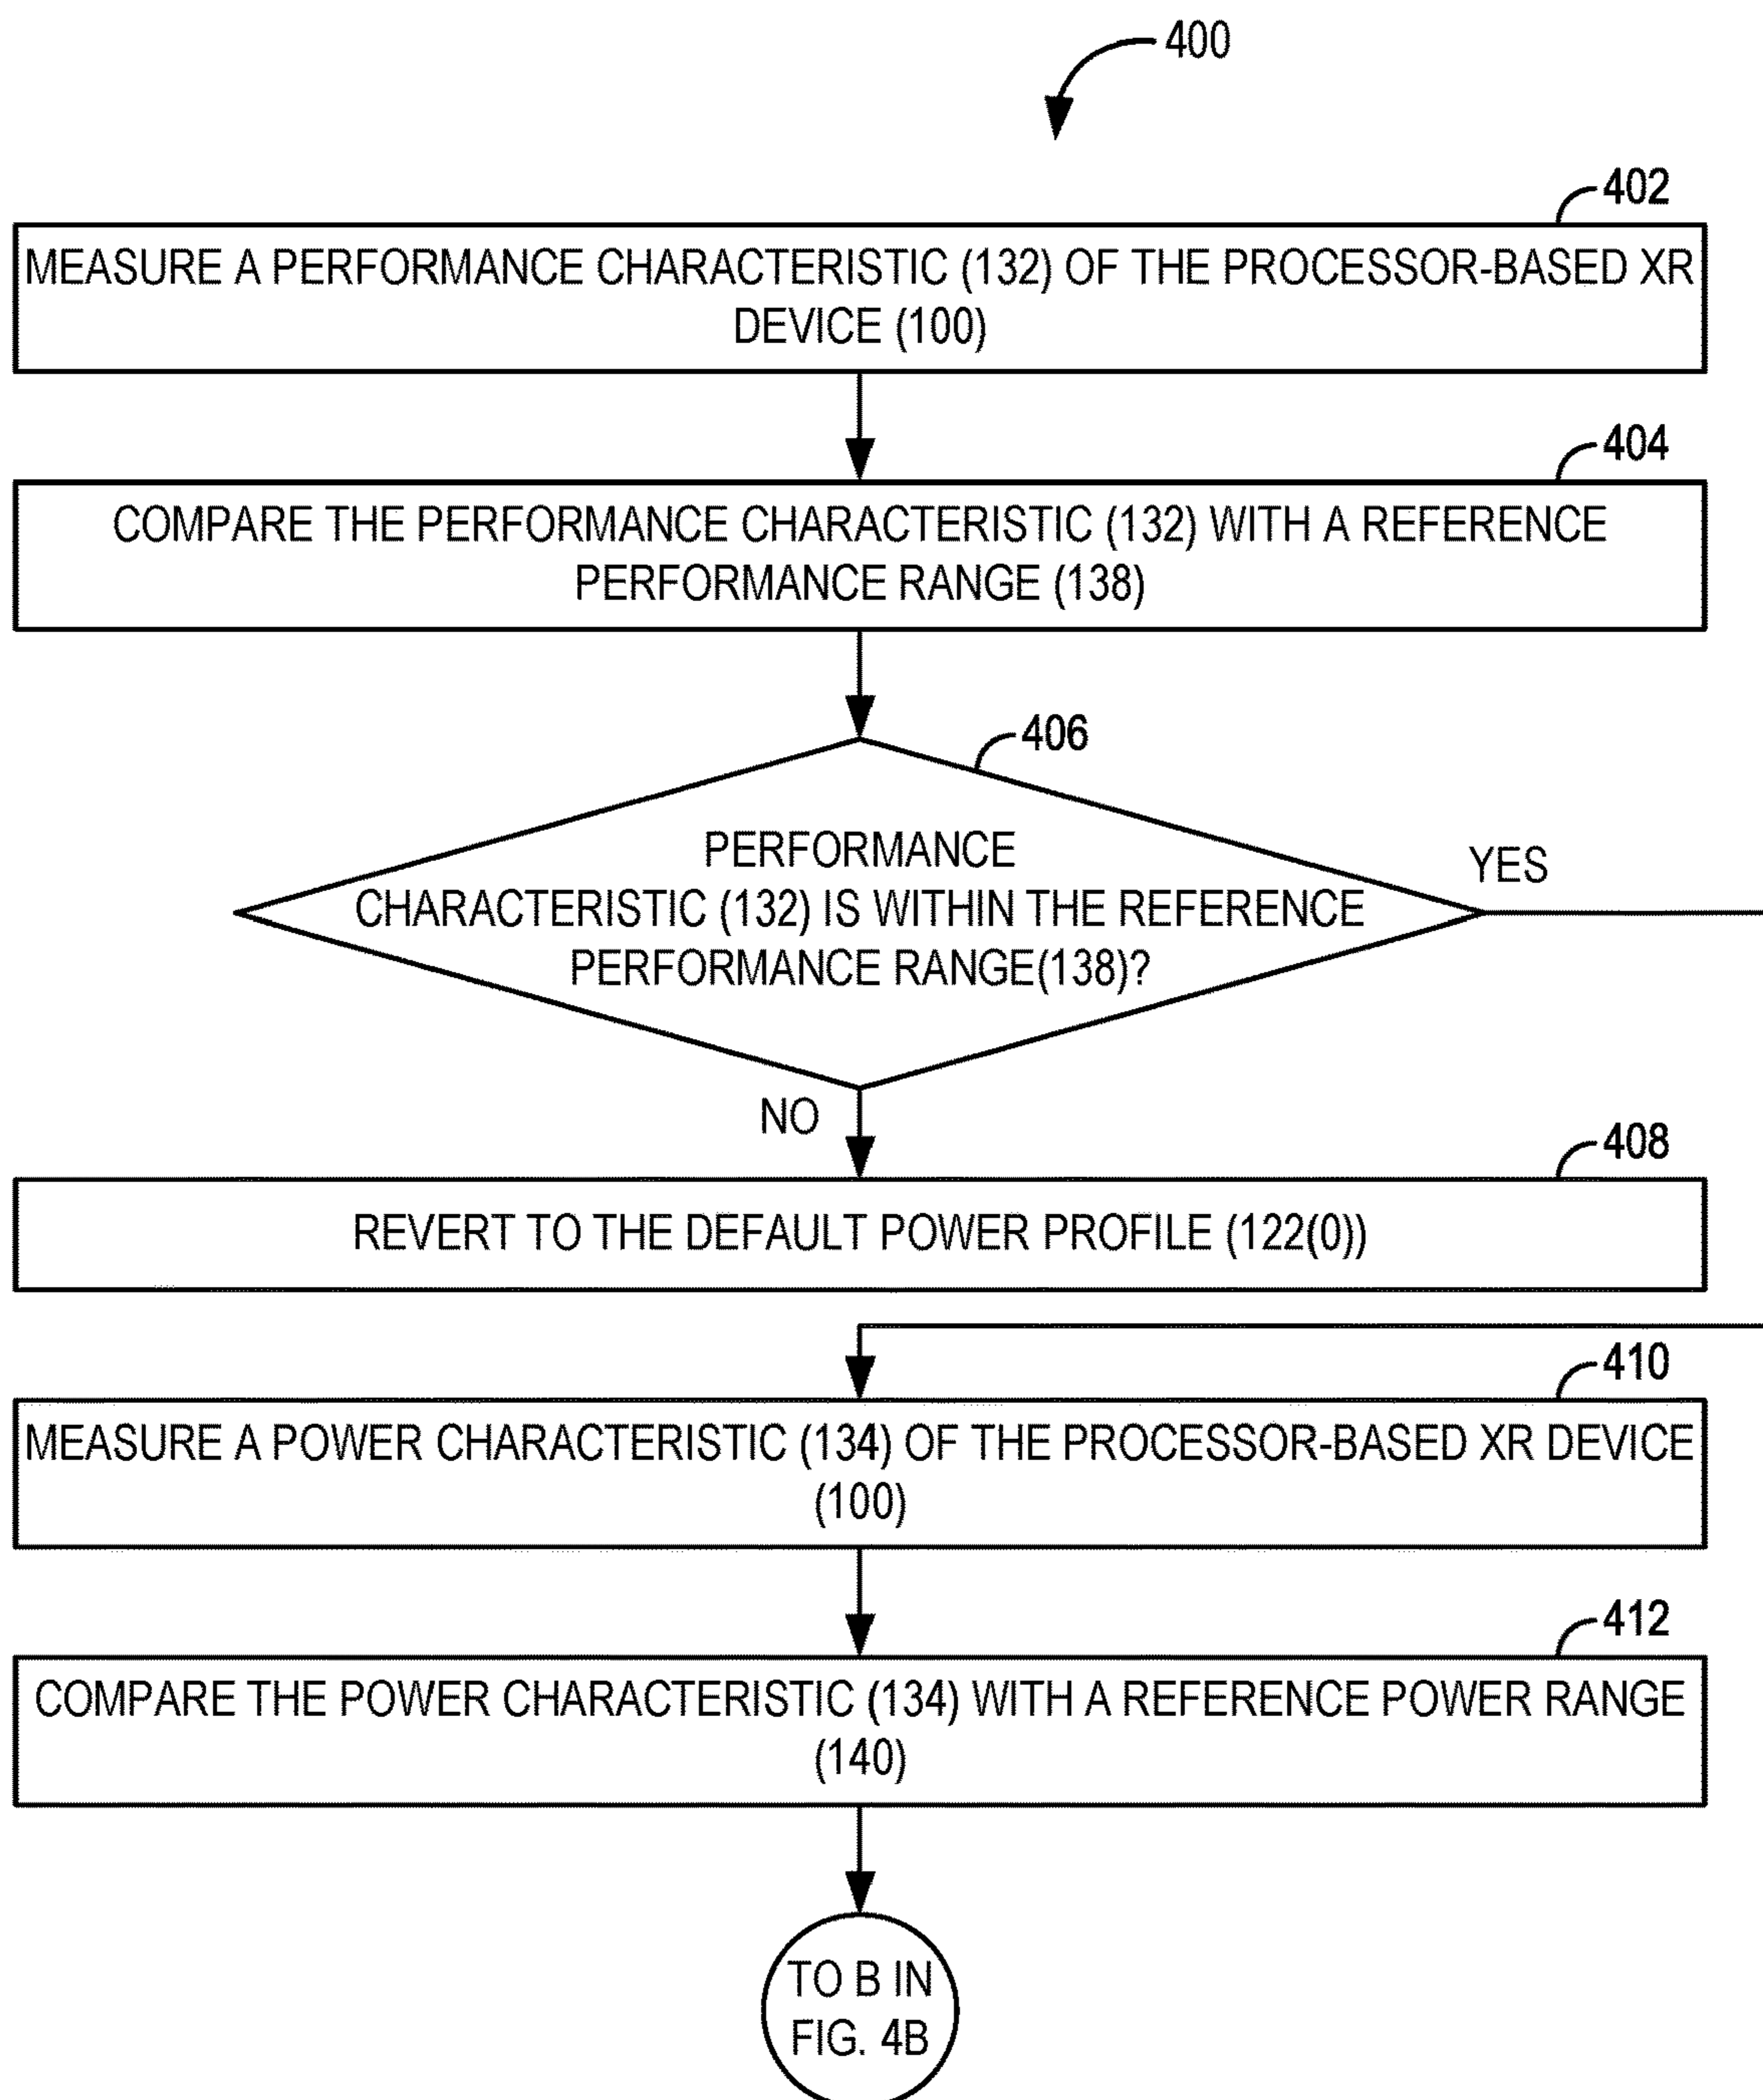 400
402
MEASURE A PERFORMANCE CHARACTERISTIC (132) OF THE PROCESSOR-BASED XR
DEVICE (100)
404
COMPARE THE PERFORMANCE CHARACTERISTIC (132) WITH A REFERENCE
PERFORMANCE RANGE (138)
406
PERFORMANCE
CHARACTERISTIC (132) IS WITHIN THE REFERENCE
PERFORMANCE RANGE(138)?
YES
NO
408
REVERT TO THE DEFAULT POWER PROFILE (122(0))
410
MEASURE A POWER CHARACTERISTIC (134) OF THE PROCESSOR-BASED XR DEVICE
(100)
412
COMPARE THE POWER CHARACTERISTIC (134) WITH A REFERENCE POWER RANGE
(140)
TO B IN
FIG. 4B